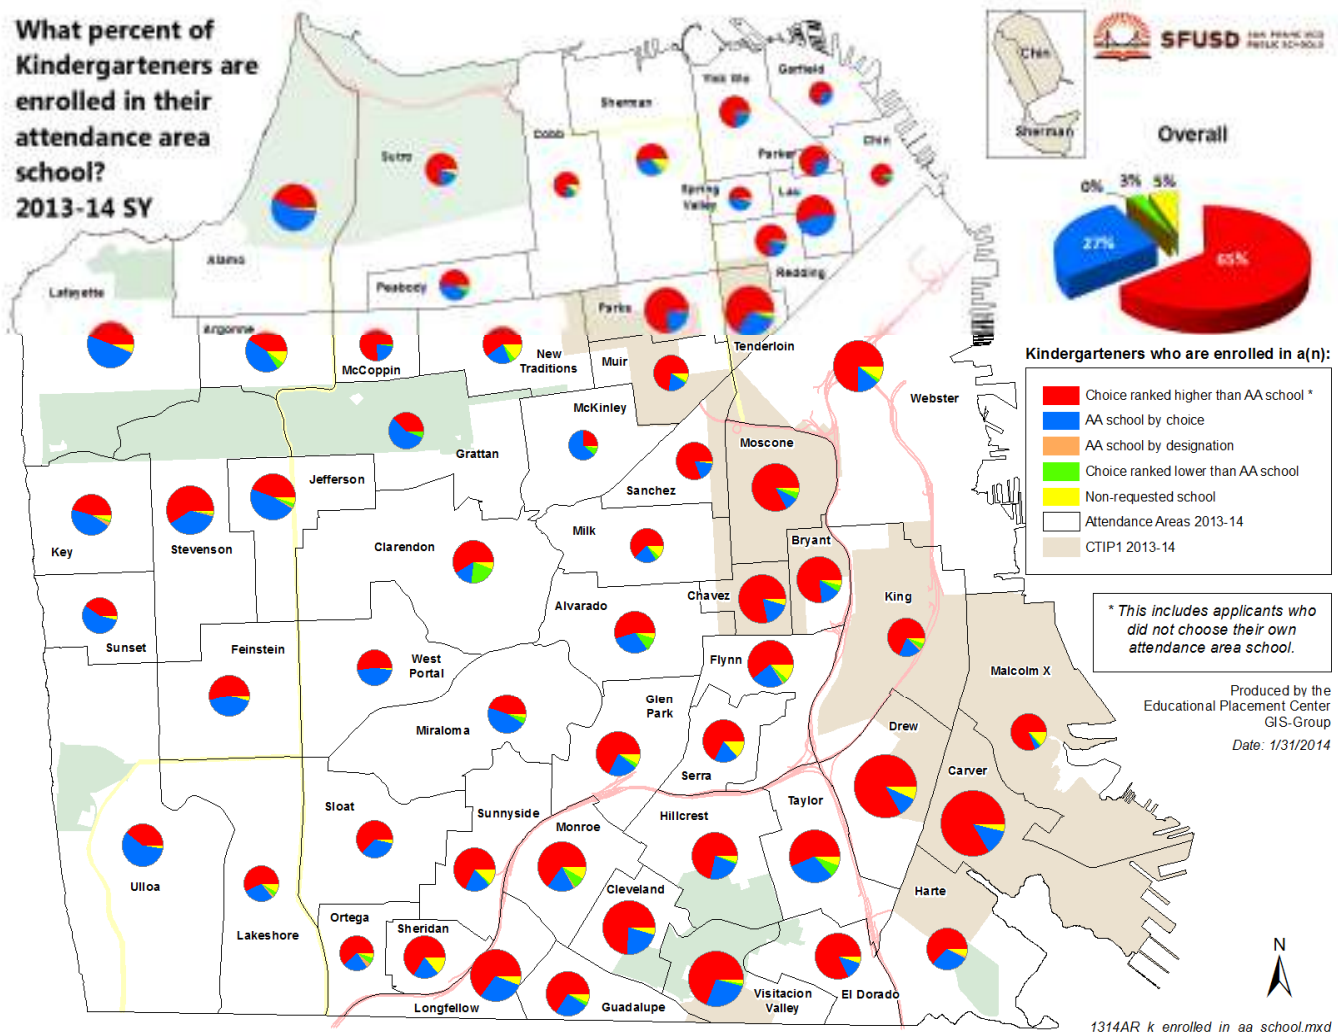 What percent of
Kindergarteners are
enrolled in their
attendance area
school?
2013-14 SY
Chin
Sherman
SFUSD SAN FRANCISCO
PUBLIC SCHOOLS
Overall
0% 3% 5%
27%
65%
Kindergarteners who are enrolled in a(n):
Choice ranked higher than AA school *
AA school by choice
AA school by designation
Choice ranked lower than AA school
Non-requested school
Attendance Areas 2013-14
CTIP1 2013-14
* This includes applicants who
did not choose their own
attendance area school.
Produced by the
Educational Placement Center
GIS-Group
Date: 1/31/2014
Yick Wo
Garfield
Sherman
Cobb
Sutro
Parker
Chin
Spring
Valley
Lau
Alamo
Redding
Lafayette
Peabody
Parks
Argonne
Tenderloin
McCoppin
New
Traditions
Muir
Webster
McKinley
Moscone
Grattan
Jefferson
Sanchez
Key
Stevenson
Clarendon
Milk
Bryant
Chavez
King
Alvarado
Sunset
Feinstein
West
Portal
Flynn
Malcolm X
Glen
Park
Miraloma
Drew
Serra
Carver
Sloat
Sunnyside
Monroe
Hillcrest
Taylor
Ulloa
Cleveland
Harte
Ortega
Sheridan
Lakeshore
Longfellow
Guadalupe
Visitacion
Valley
El Dorado
N
1314AR_k_enrolled_in_aa_school.mxd